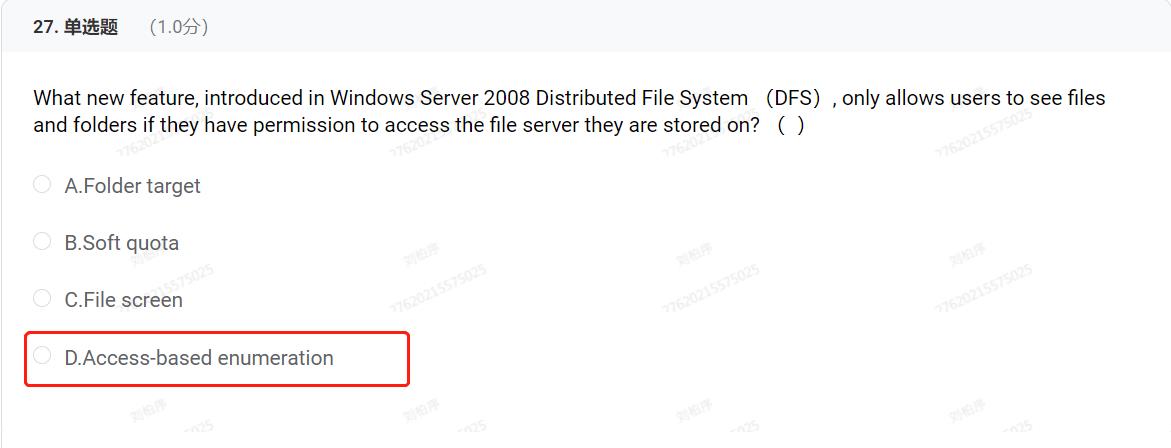 27. 单选题 （1.0分）
What new feature, introduced in Windows Server 2008 Distributed File System （DFS）, only allows users to see files
and folders if they have permission to access the file server they are stored on? （ ）
A.Folder target
B.Soft quota
C.File screen
D.Access-based enumeration